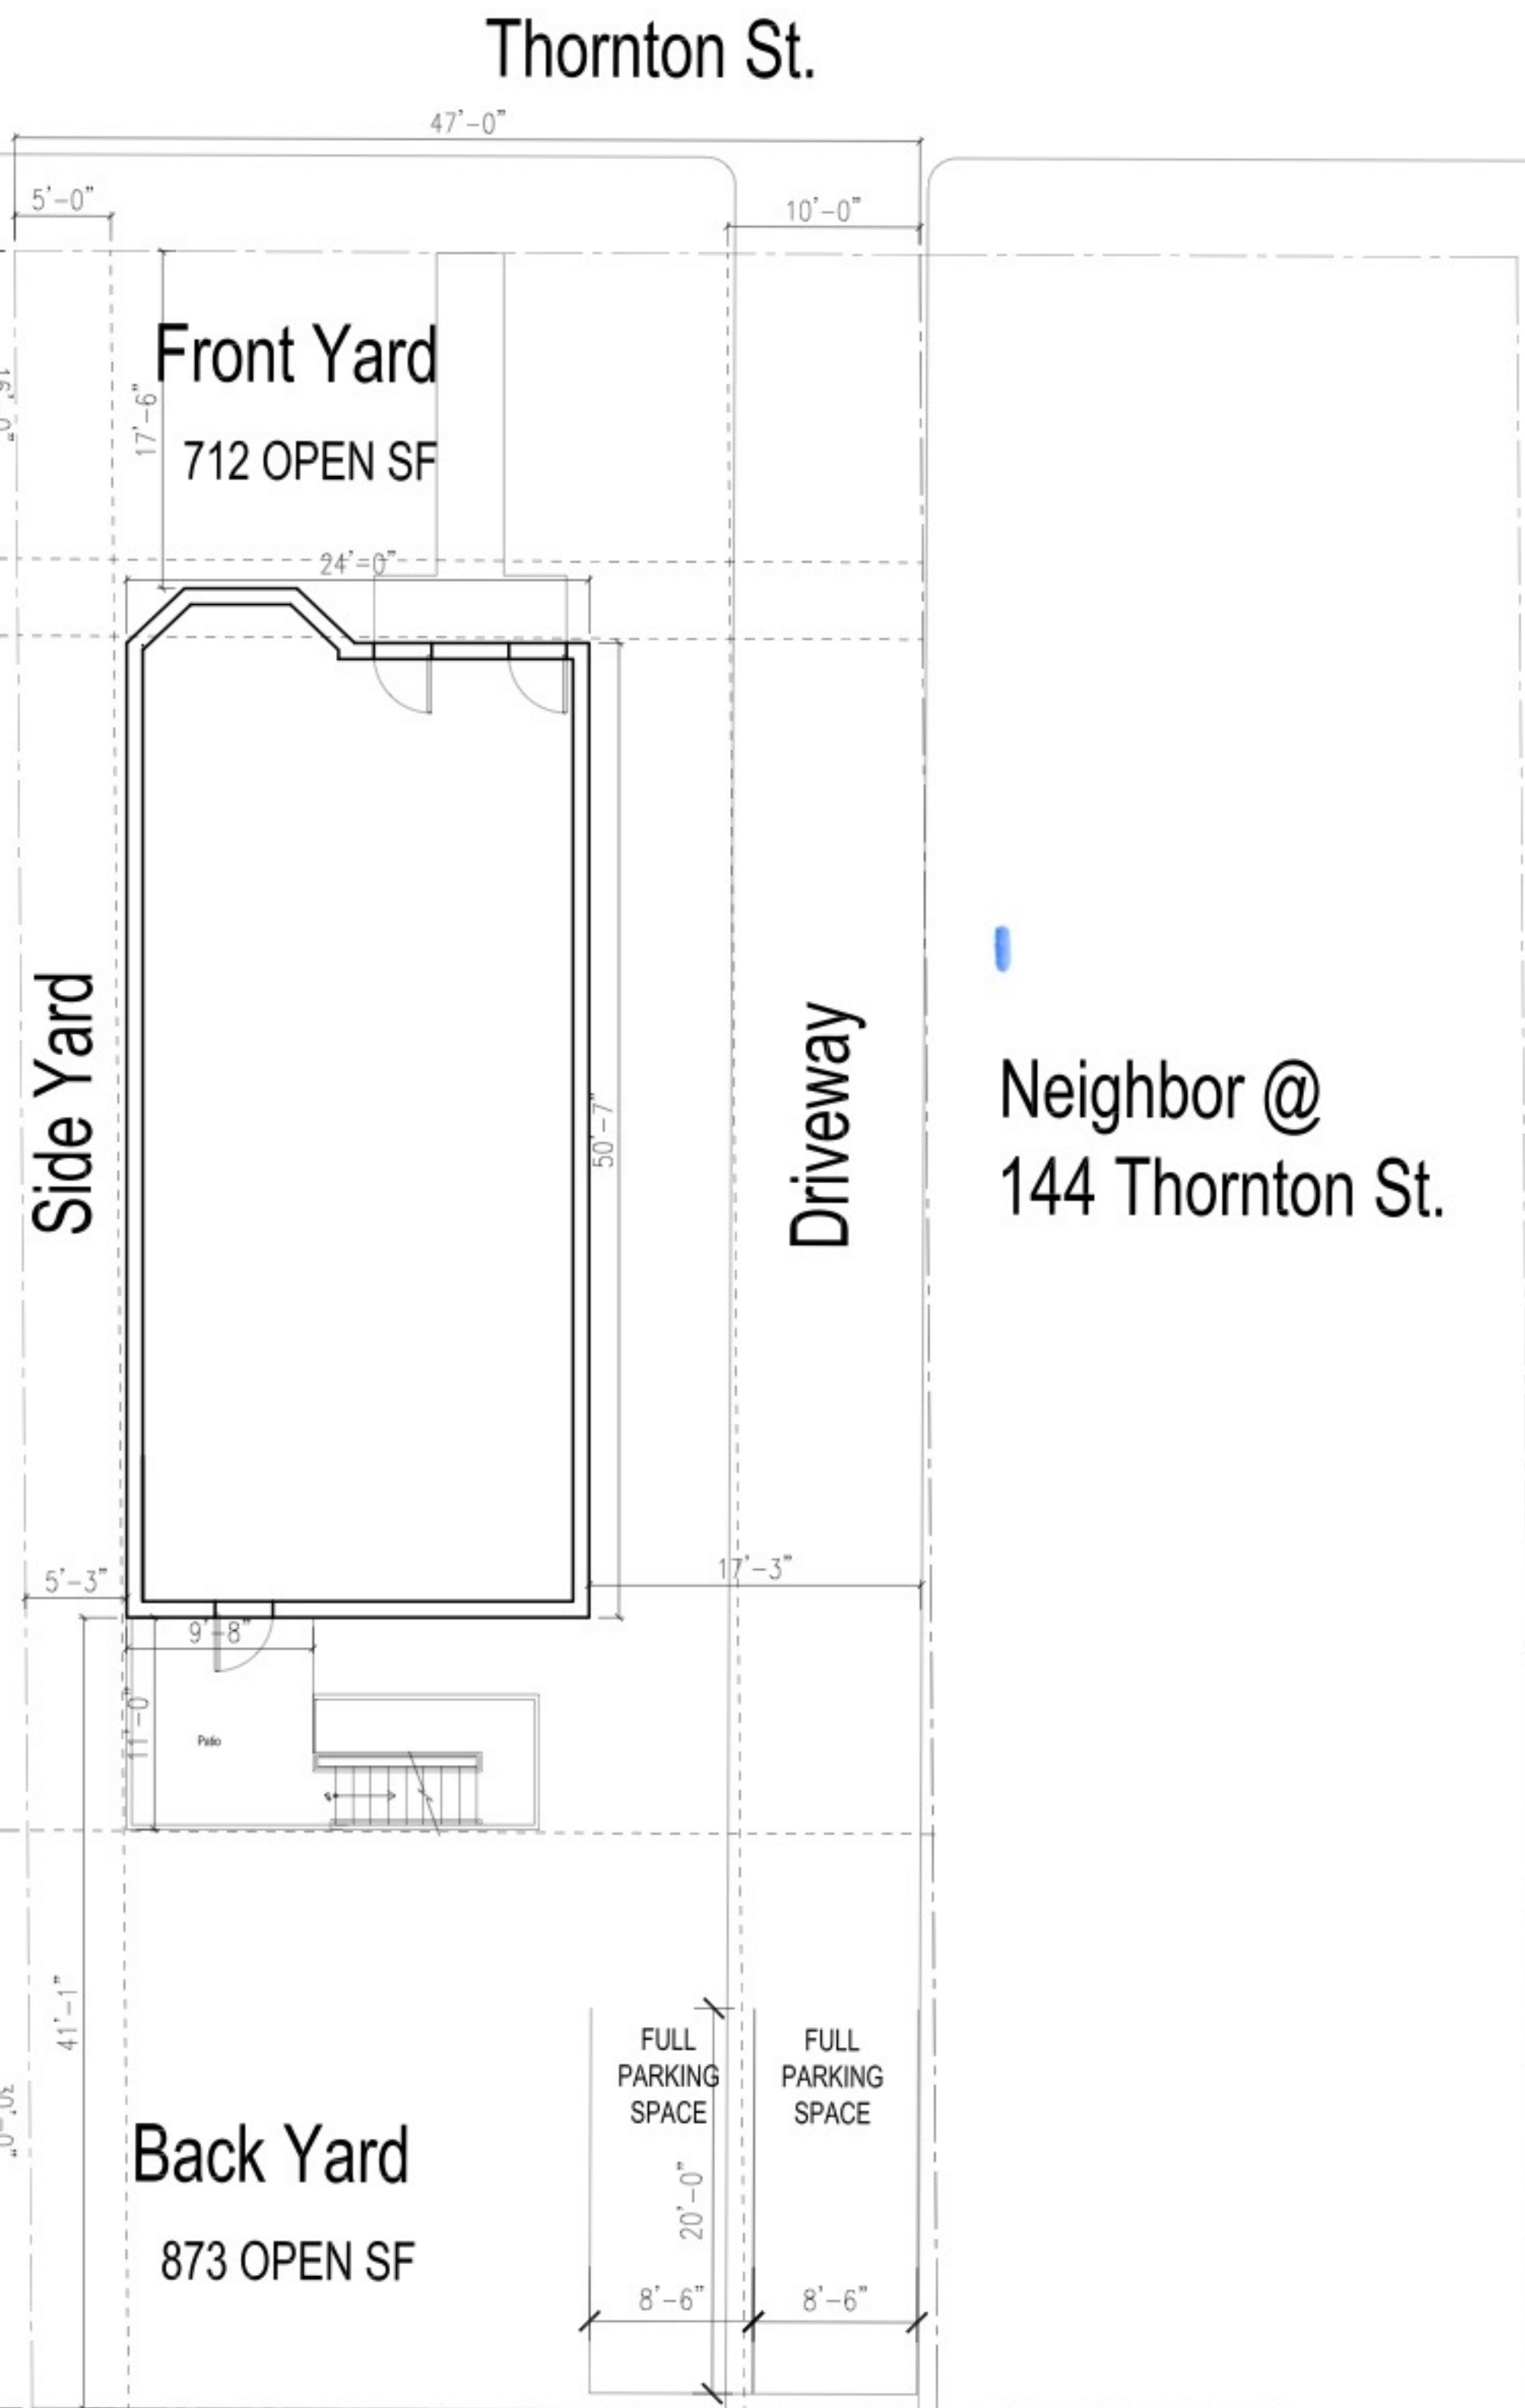 Thornton St.
47'-0"
5'-0"
10'-0"
Front Yard
17'-6"
712 OPEN SF
24'-0"
Side Yard
50'-7"
Driveway
Neighbor @
144 Thornton St.
5'-3"
17'-3"
9'-8"
11'-0"
Patio
41'-1"
FULL
PARKING
SPACE
FULL
PARKING
SPACE
Back Yard
20'-0"
873 OPEN SF
8'-6"
8'-6"